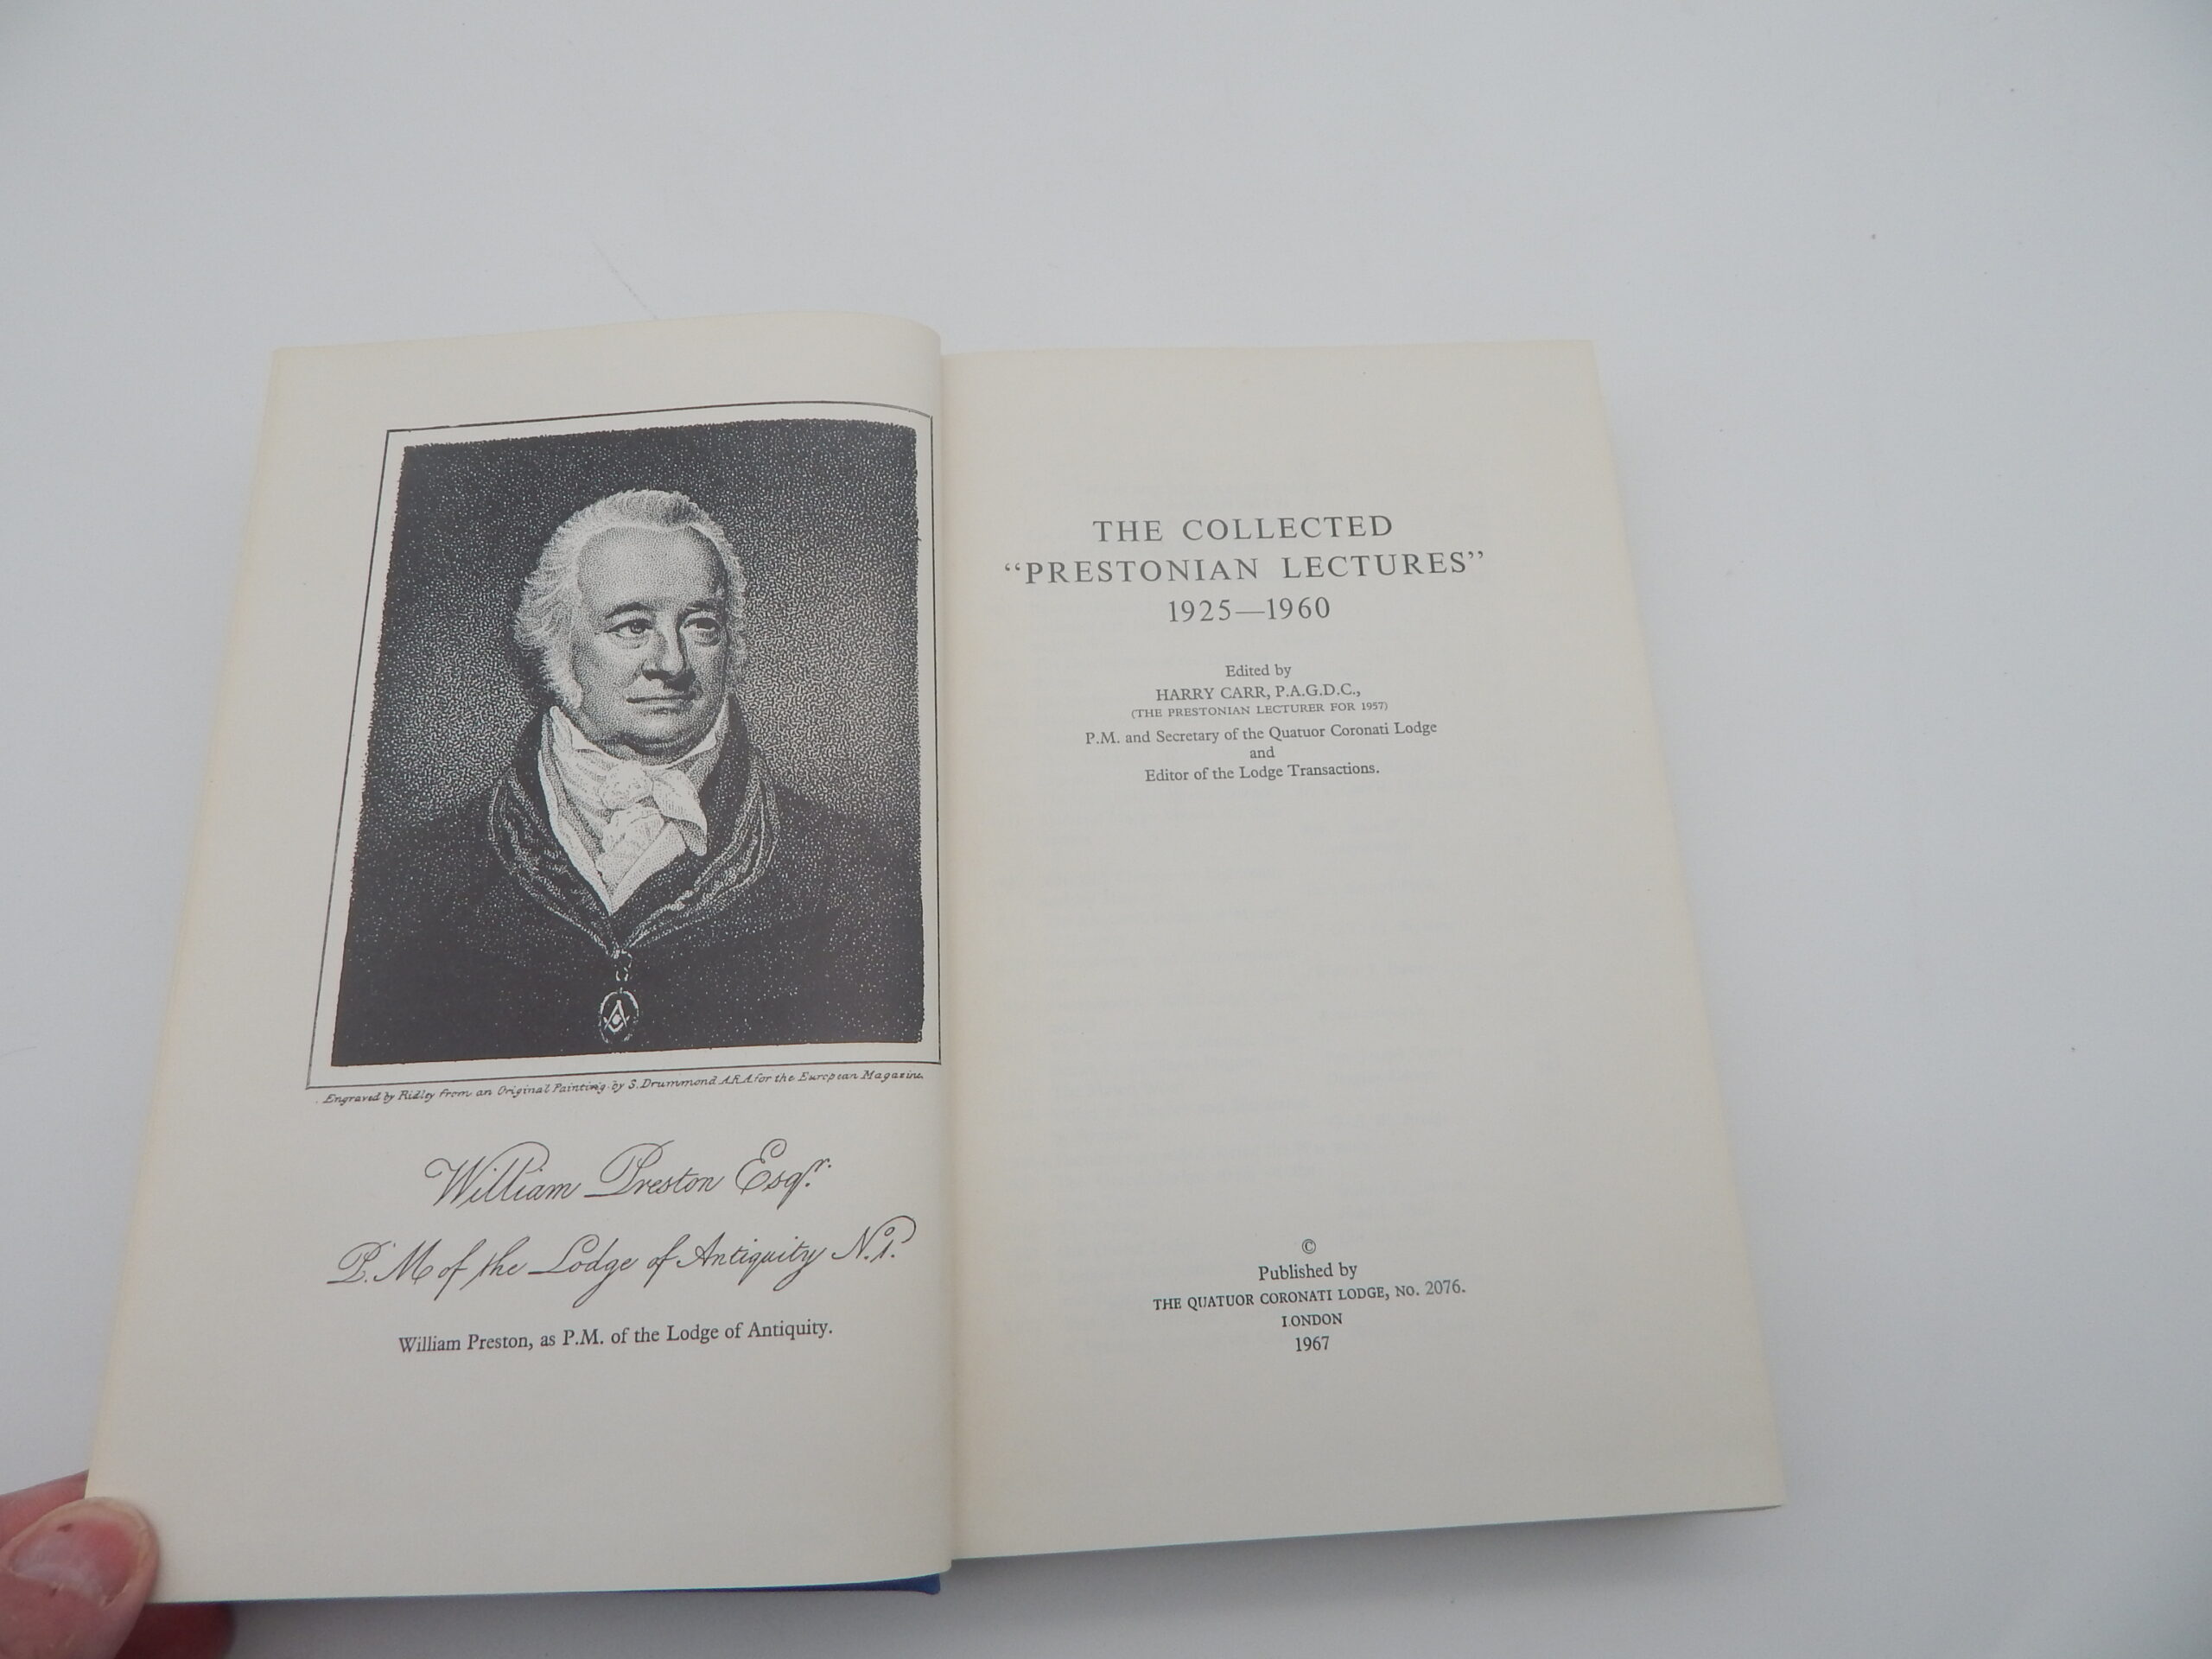 Engraved by Ridley from an Original Painting by S. Drummond A.R.A. for the European Magazine.
William Preston Esqr.
P.M of the Lodge of Antiquity N.1.
William Preston, as P.M. of the Lodge of Antiquity.
THE COLLECTED
“PRESTONIAN LECTURES”
1925—1960
Edited by
HARRY CARR, P.A.G.D.C.,
(THE PRESTONIAN LECTURER FOR 1957)
P.M. and Secretary of the Quatuor Coronati Lodge
and
Editor of the Lodge Transactions.
©
Published by
THE QUATUOR CORONATI LODGE, No. 2076.
LONDON
1967